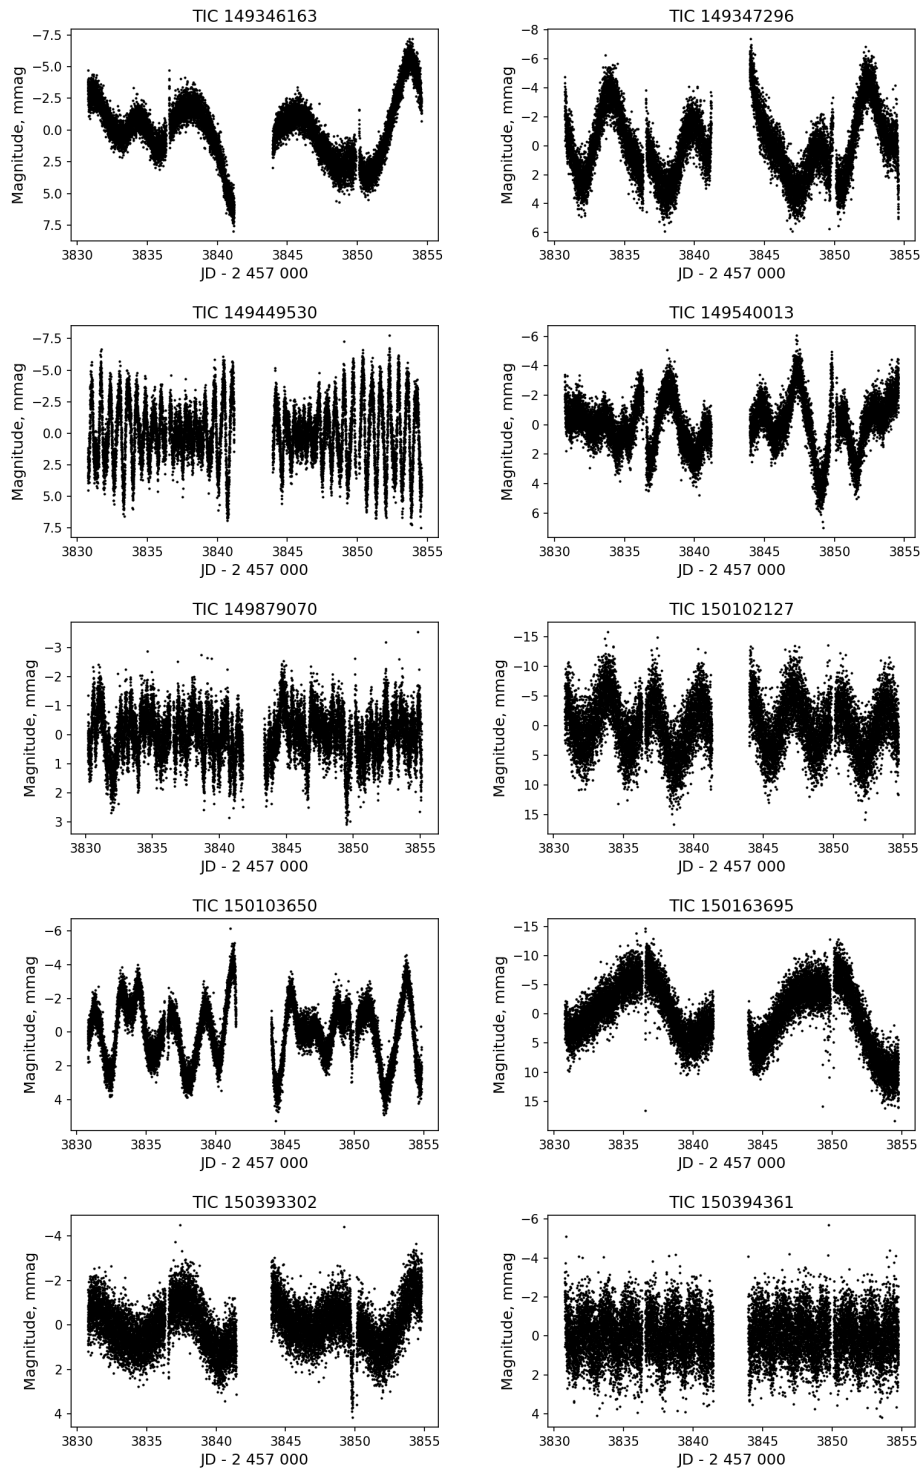 TIC 149346163
Magnitude, mmag
−7.5
−5.0
−2.5
0.0
2.5
5.0
7.5
3830 3835 3840 3845 3850 3855
JD - 2 457 000
TIC 149347296
Magnitude, mmag
−8
−6
−4
−2
0
2
4
6
3830 3835 3840 3845 3850 3855
JD - 2 457 000
TIC 149449530
Magnitude, mmag
−7.5
−5.0
−2.5
0.0
2.5
5.0
7.5
3830 3835 3840 3845 3850 3855
JD - 2 457 000
TIC 149540013
Magnitude, mmag
−6
−4
−2
0
2
4
6
3830 3835 3840 3845 3850 3855
JD - 2 457 000
TIC 149879070
Magnitude, mmag
−3
−2
−1
0
1
2
3
3830 3835 3840 3845 3850 3855
JD - 2 457 000
TIC 150102127
Magnitude, mmag
−15
−10
−5
0
5
10
15
3830 3835 3840 3845 3850 3855
JD - 2 457 000
TIC 150103650
Magnitude, mmag
−6
−4
−2
0
2
4
3830 3835 3840 3845 3850 3855
JD - 2 457 000
TIC 150163695
Magnitude, mmag
−15
−10
−5
0
5
10
15
3830 3835 3840 3845 3850 3855
JD - 2 457 000
TIC 150393302
Magnitude, mmag
−4
−2
0
2
4
3830 3835 3840 3845 3850 3855
JD - 2 457 000
TIC 150394361
Magnitude, mmag
−6
−4
−2
0
2
4
3830 3835 3840 3845 3850 3855
JD - 2 457 000